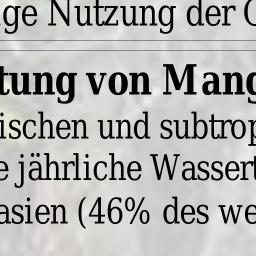 ge Nutzung der
tung von Mang
ischen und subtrop
e jährliche Wassert
asien (46% des we